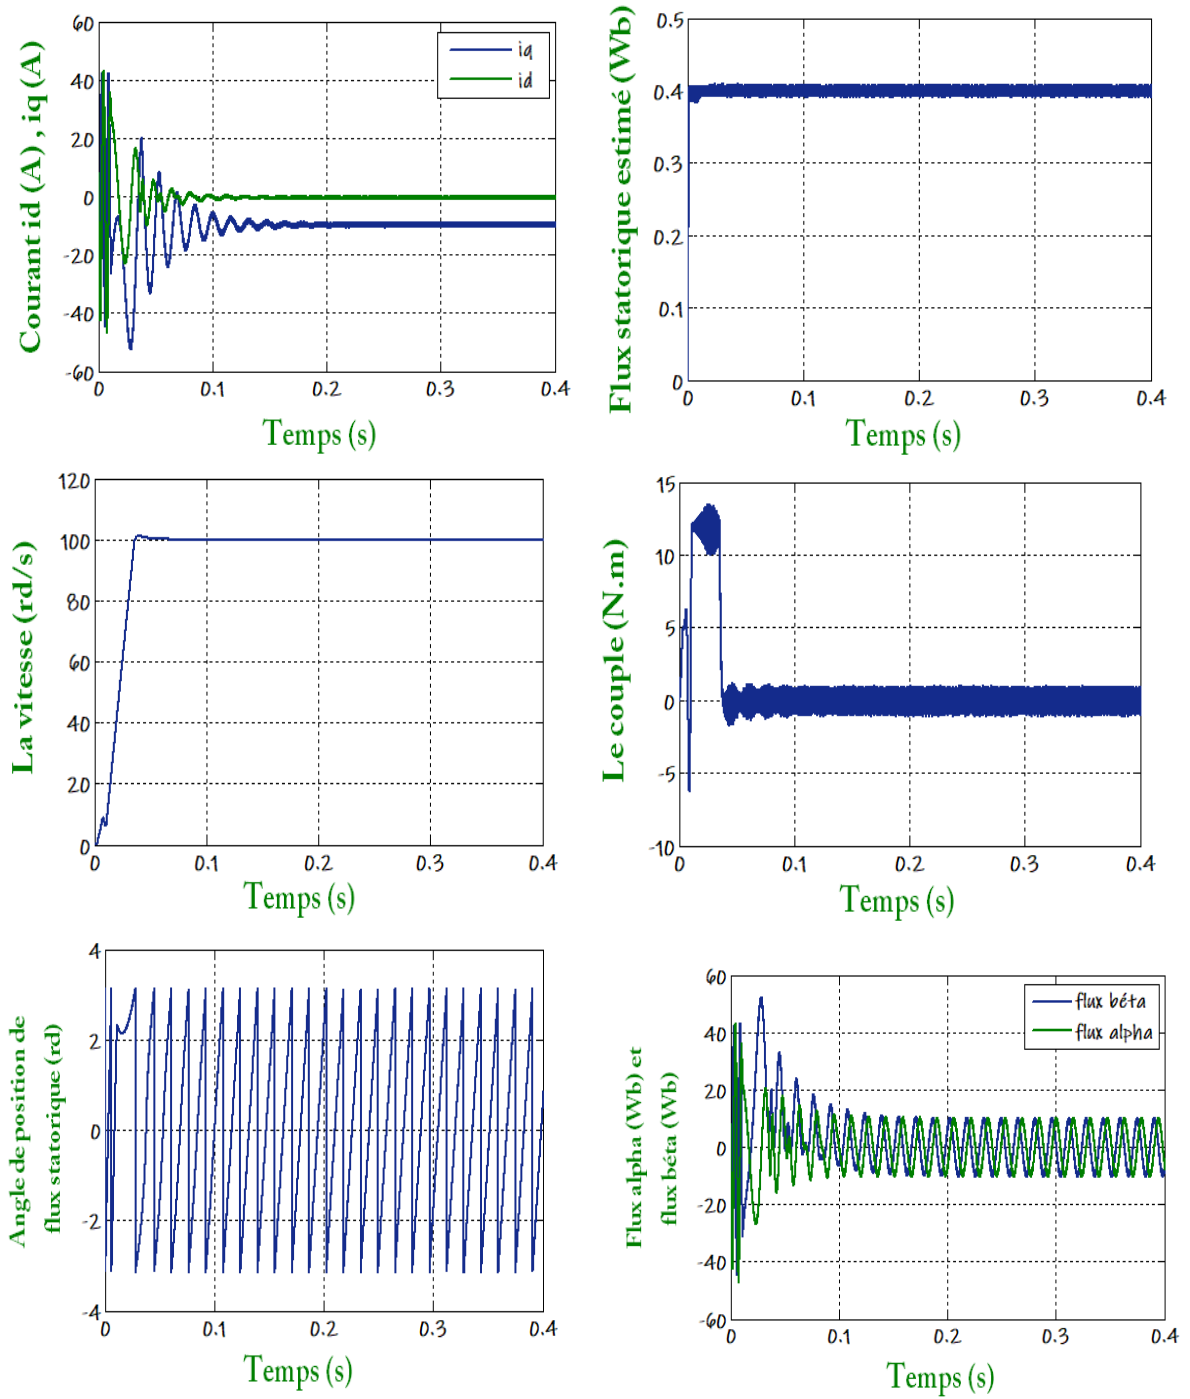 Courant id (A) , iq (A)
60
40
20
0
-20
-40
-60
iq
id
0 0.1 0.2 0.3 0.4
Temps (s)
Flux statorique estimé (Wb)
0.5
0.4
0.3
0.2
0.1
0
0 0.1 0.2 0.3 0.4
Temps (s)
La vitesse (rd/s)
120
100
80
60
40
20
0
0 0.1 0.2 0.3 0.4
Temps (s)
Le couple (N.m)
15
10
5
0
-5
-10
0 0.1 0.2 0.3 0.4
Temps (s)
Angle de position de
flux statorique (rd)
4
2
0
-2
-4
0 0.1 0.2 0.3 0.4
Temps (s)
Flux alpha (Wb) et
flux béta (Wb)
60
40
20
0
-20
-40
-60
flux béta
flux alpha
0 0.1 0.2 0.3 0.4
Temps (s)